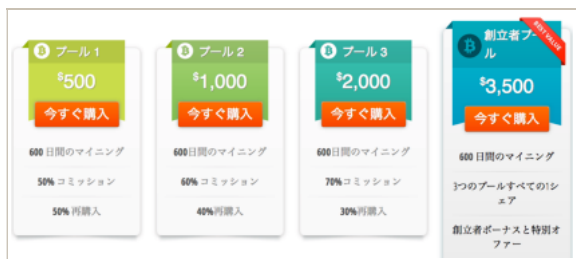 プール 1
$500
今すぐ購入
600 日間のマイニング
50% コミッション
50% 再購入
プール 2
$1,000
今すぐ購入
600日間のマイニング
60% コミッション
40%再購入
プール 3
$2,000
今すぐ購入
600日間のマイニング
70%コミッション
30%再購入
BEST VALUE
創立者プー
ル
$3,500
今すぐ購入
600 日間のマイニング
3つのプールすべての1シ
ェア
創立者ボーナスと特別オ
ファー